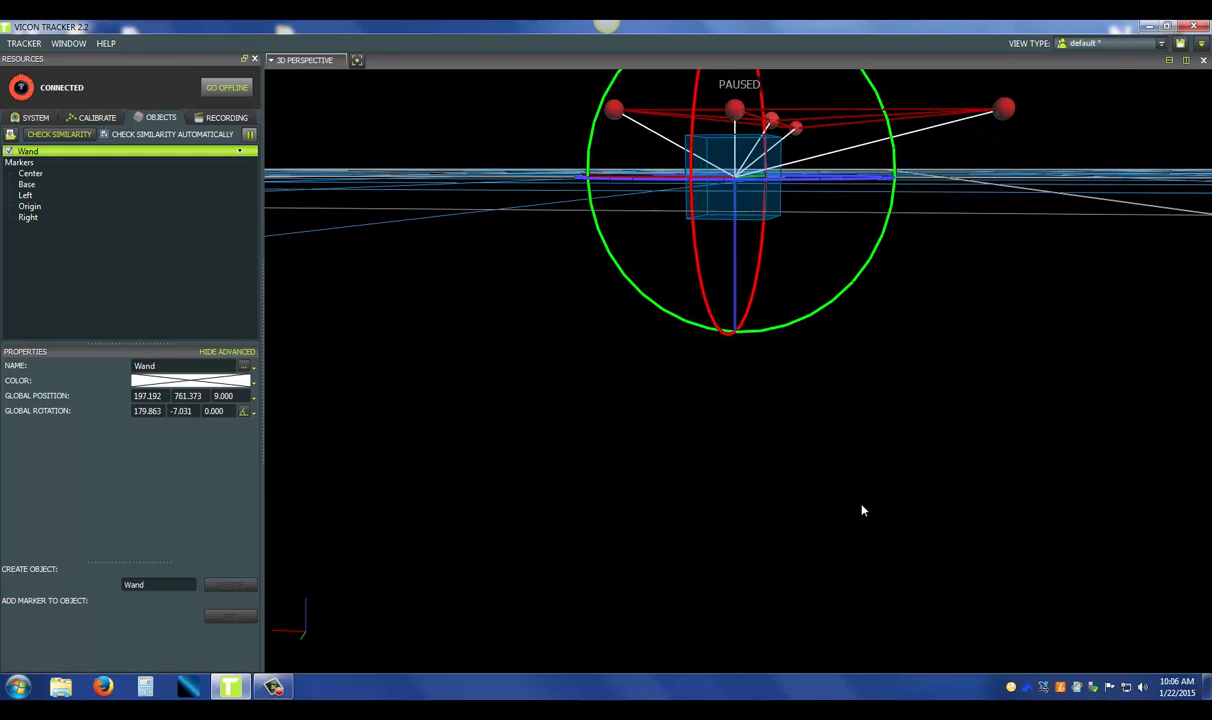 VICON TRACKER 2.2
TRACKER WINDOW HELP
VIEW TYPE: default *
RESOURCES
3D PERSPECTIVE
CONNECTED
GO OFFLINE
PAUSED
SYSTEM CALIBRATE OBJECTS RECORDING
CHECK SIMILARITY CHECK SIMILARITY AUTOMATICALLY
Wand
Markers
Center
Base
Left
Origin
Right
PROPERTIES HIDE ADVANCED
NAME: Wand ...
COLOR:
GLOBAL POSITION: 197.192 761.373 9.000
GLOBAL ROTATION: 179.863 -7.031 0.000
CREATE OBJECT:
Wand
ADD MARKER TO OBJECT:
10:06 AM
1/22/2015